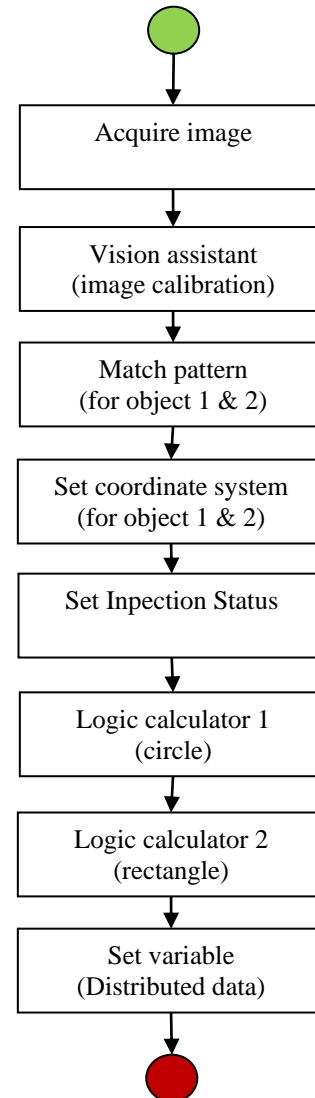 Acquire image
Vision assistant
(image calibration)
Match pattern
(for object 1 & 2)
Set coordinate system
(for object 1 & 2)
Set Inpection Status
Logic calculator 1
(circle)
Logic calculator 2
(rectangle)
Set variable
(Distributed data)